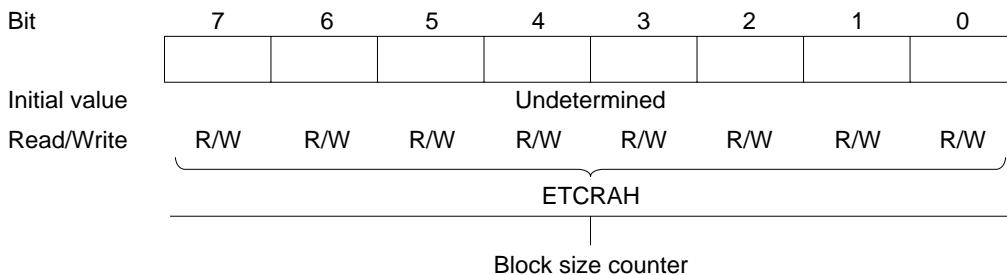 Bit 7 6 5 4 3 2 1 0
Initial value Undetermined
Read/Write R/W R/W R/W R/W R/W R/W R/W R/W
ETCRAH
Block size counter